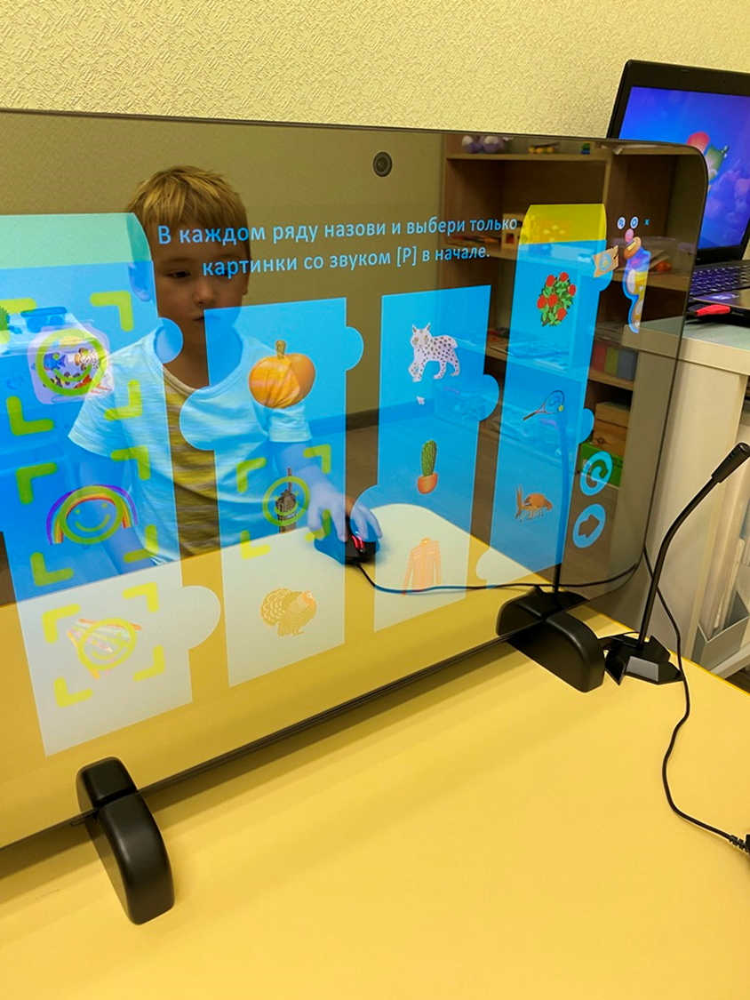 В каждом ряду назови и выбери только
картинки со звуком [Р] в начале.